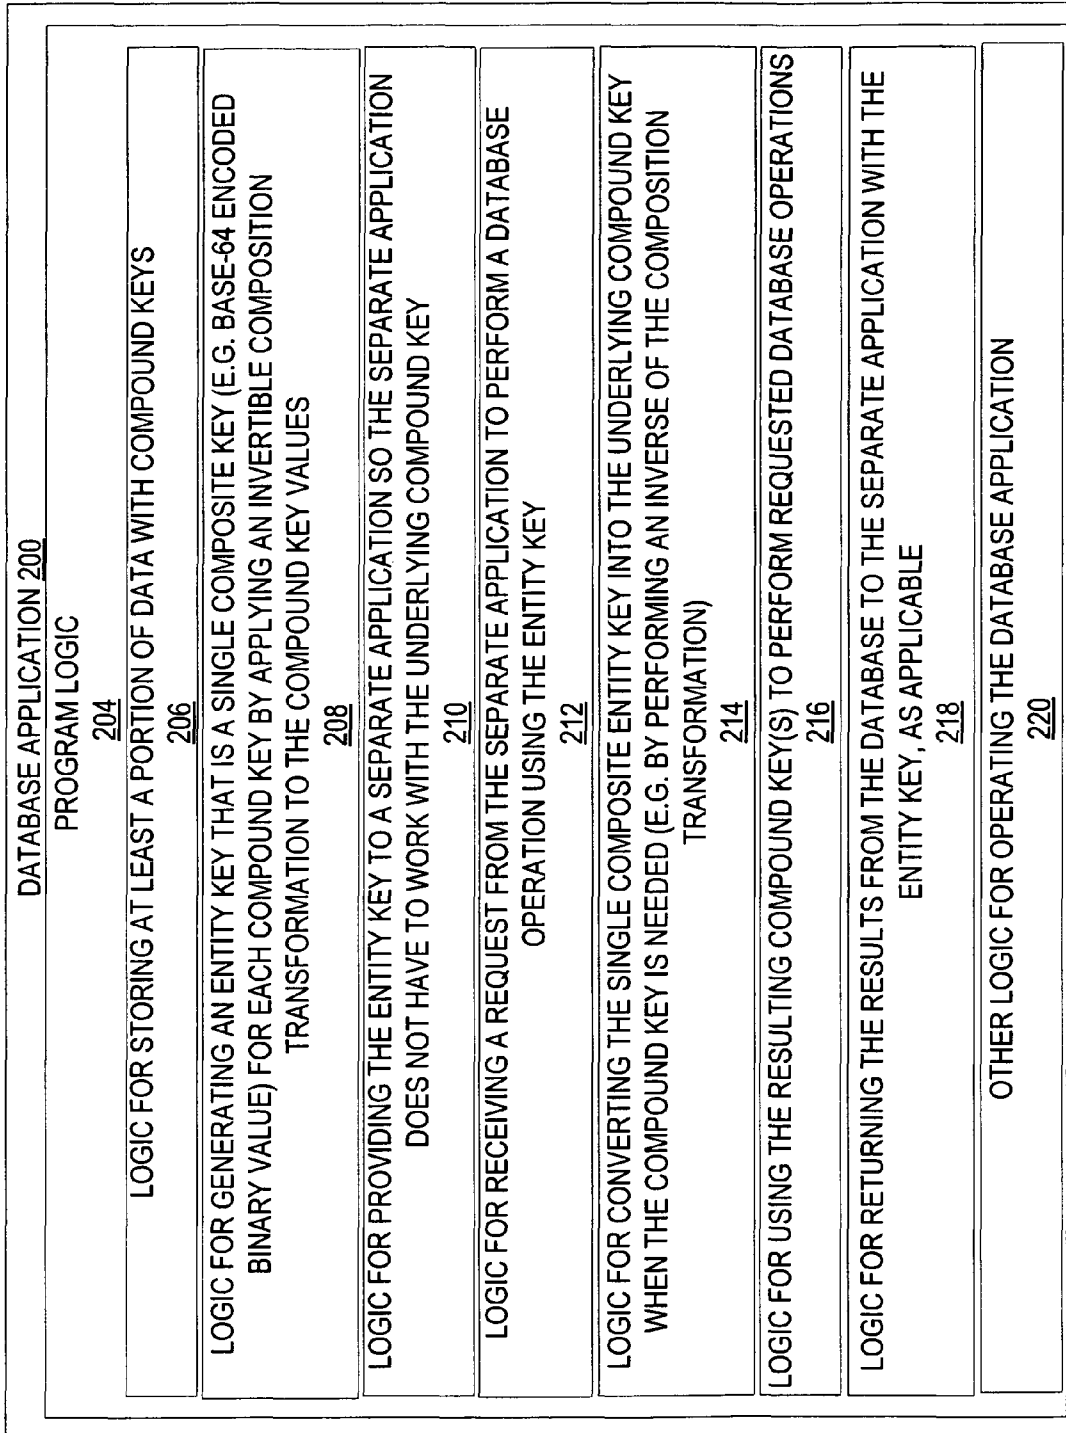 DATABASE APPLICATION 200
PROGRAM LOGIC
204
LOGIC FOR STORING AT LEAST A PORTION OF DATA WITH COMPOUND KEYS
206
LOGIC FOR GENERATING AN ENTITY KEY THAT IS A SINGLE COMPOSITE KEY (E.G. BASE-64 ENCODED
BINARY VALUE) FOR EACH COMPOUND KEY BY APPLYING AN INVERTIBLE COMPOSITION
TRANSFORMATION TO THE COMPOUND KEY VALUES
208
LOGIC FOR PROVIDING THE ENTITY KEY TO A SEPARATE APPLICATION SO THE SEPARATE APPLICATION
DOES NOT HAVE TO WORK WITH THE UNDERLYING COMPOUND KEY
210
LOGIC FOR RECEIVING A REQUEST FROM THE SEPARATE APPLICATION TO PERFORM A DATABASE
OPERATION USING THE ENTITY KEY
212
LOGIC FOR CONVERTING THE SINGLE COMPOSITE ENTITY KEY INTO THE UNDERLYING COMPOUND KEY
WHEN THE COMPOUND KEY IS NEEDED (E.G. BY PERFORMING AN INVERSE OF THE COMPOSITION
TRANSFORMATION)
214
LOGIC FOR USING THE RESULTING COMPOUND KEY(S) TO PERFORM REQUESTED DATABASE OPERATIONS
216
LOGIC FOR RETURNING THE RESULTS FROM THE DATABASE TO THE SEPARATE APPLICATION WITH THE
ENTITY KEY, AS APPLICABLE
218
OTHER LOGIC FOR OPERATING THE DATABASE APPLICATION
220